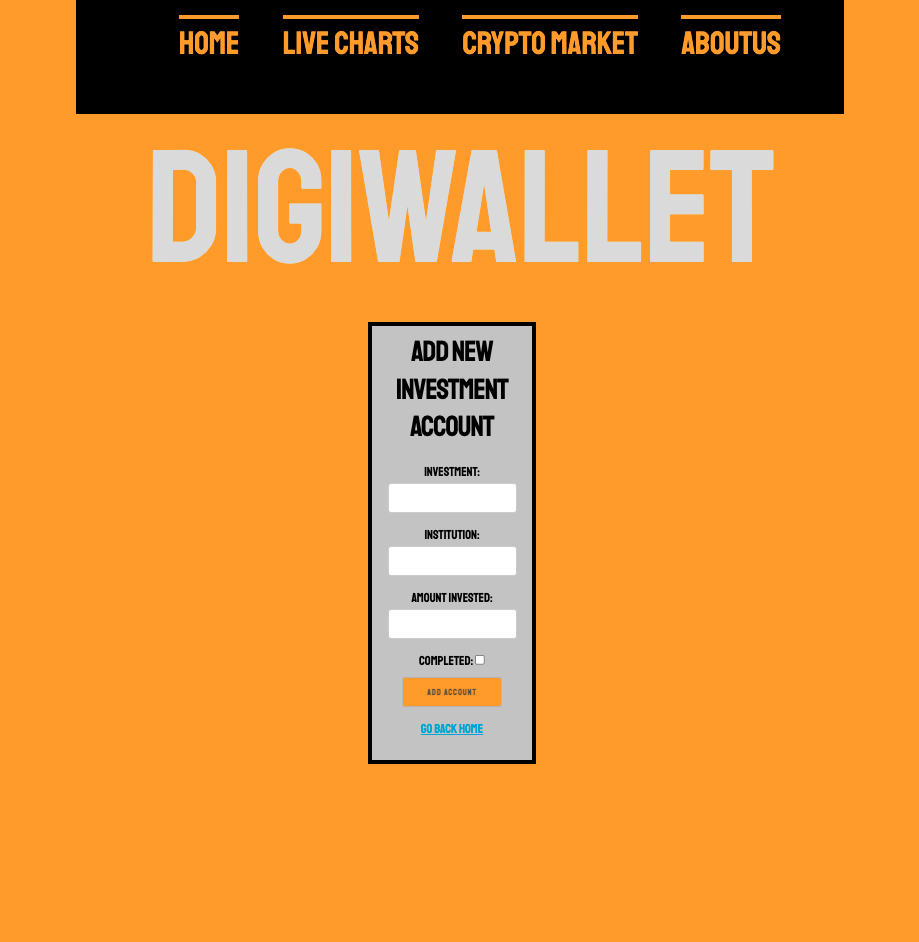 HOME LIVE CHARTS CRYPTO MARKET ABOUTUS
DIGIWALLET
ADD NEW
INVESTMENT
ACCOUNT
INVESTMENT:
INSTITUTION:
AMOUNT INVESTED:
COMPLETED:
ADD ACCOUNT
GO BACK HOME